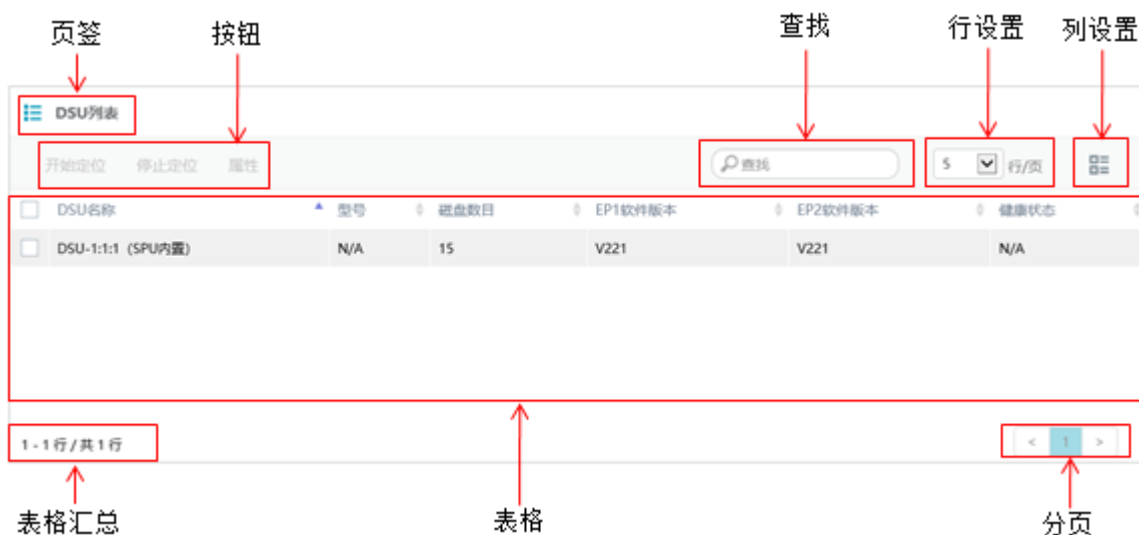 页签 按钮 查找 行设置 列设置
DSU列表
开始定位 停止定位 属性 查找 5 行/页
DSU名称 型号 磁盘数目 EP1软件版本 EP2软件版本 健康状态
DSU-1:1:1 (SPU内置) N/A 15 V221 V221 N/A
1 - 1 行 / 共 1 行 < 1 >
表格汇总 表格 分页